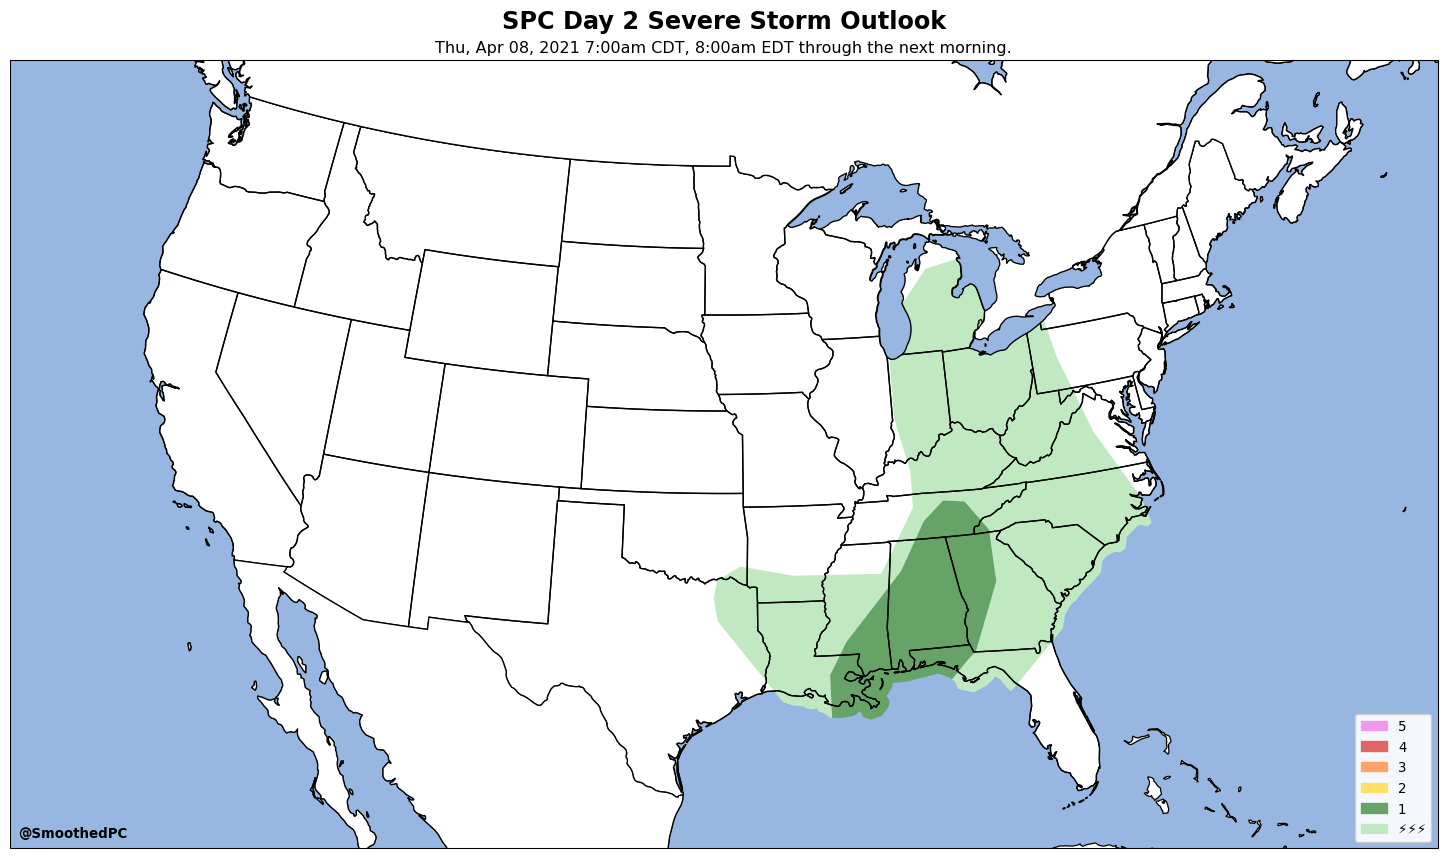 SPC Day 2 Severe Storm Outlook
Thu, Apr 08, 2021 7:00am CDT, 8:00am EDT through the next morning.
5
4
3
2
1
⚡⚡⚡
@SmoothedPC